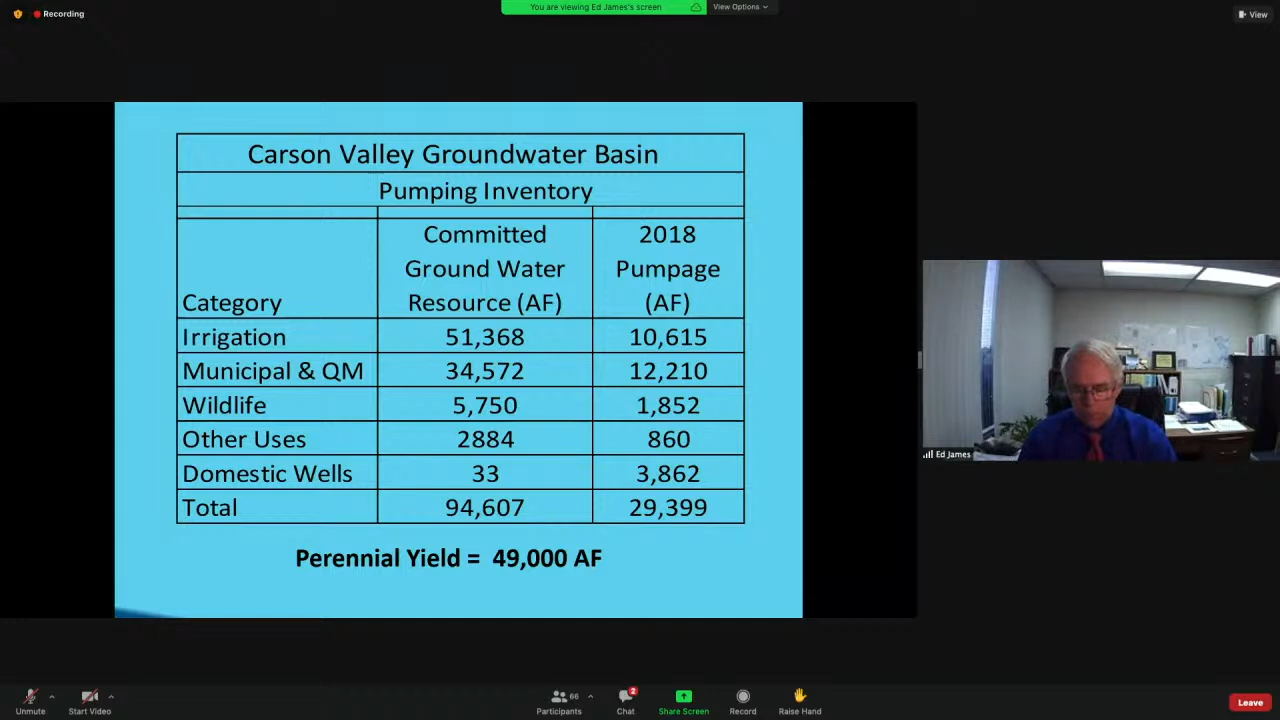 Recording
You are viewing Ed James's screen
View Options
View
Carson Valley Groundwater Basin
Pumping Inventory
Category
Committed
Ground Water
Resource (AF)
2018
Pumpage
(AF)
Irrigation 51,368 10,615
Municipal & QM 34,572 12,210
Wildlife 5,750 1,852
Other Uses 2884 860
Domestic Wells 33 3,862
Total 94,607 29,399
Perennial Yield = 49,000 AF
Ed James
Unmute
Start Video
66
Participants
2
Chat
Share Screen
Record
Raise Hand
Leave